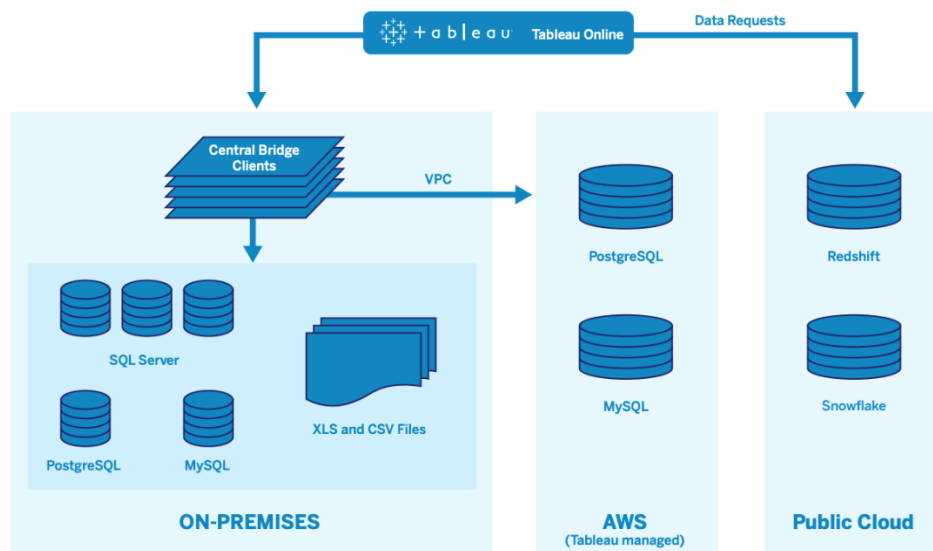 +ableau Tableau Online
Data Requests
Central Bridge
Clients
VPC
SQL Server
PostgreSQL
MySQL
XLS and CSV Files
ON-PREMISES
PostgreSQL
MySQL
AWS
(Tableau managed)
Redshift
Snowflake
Public Cloud